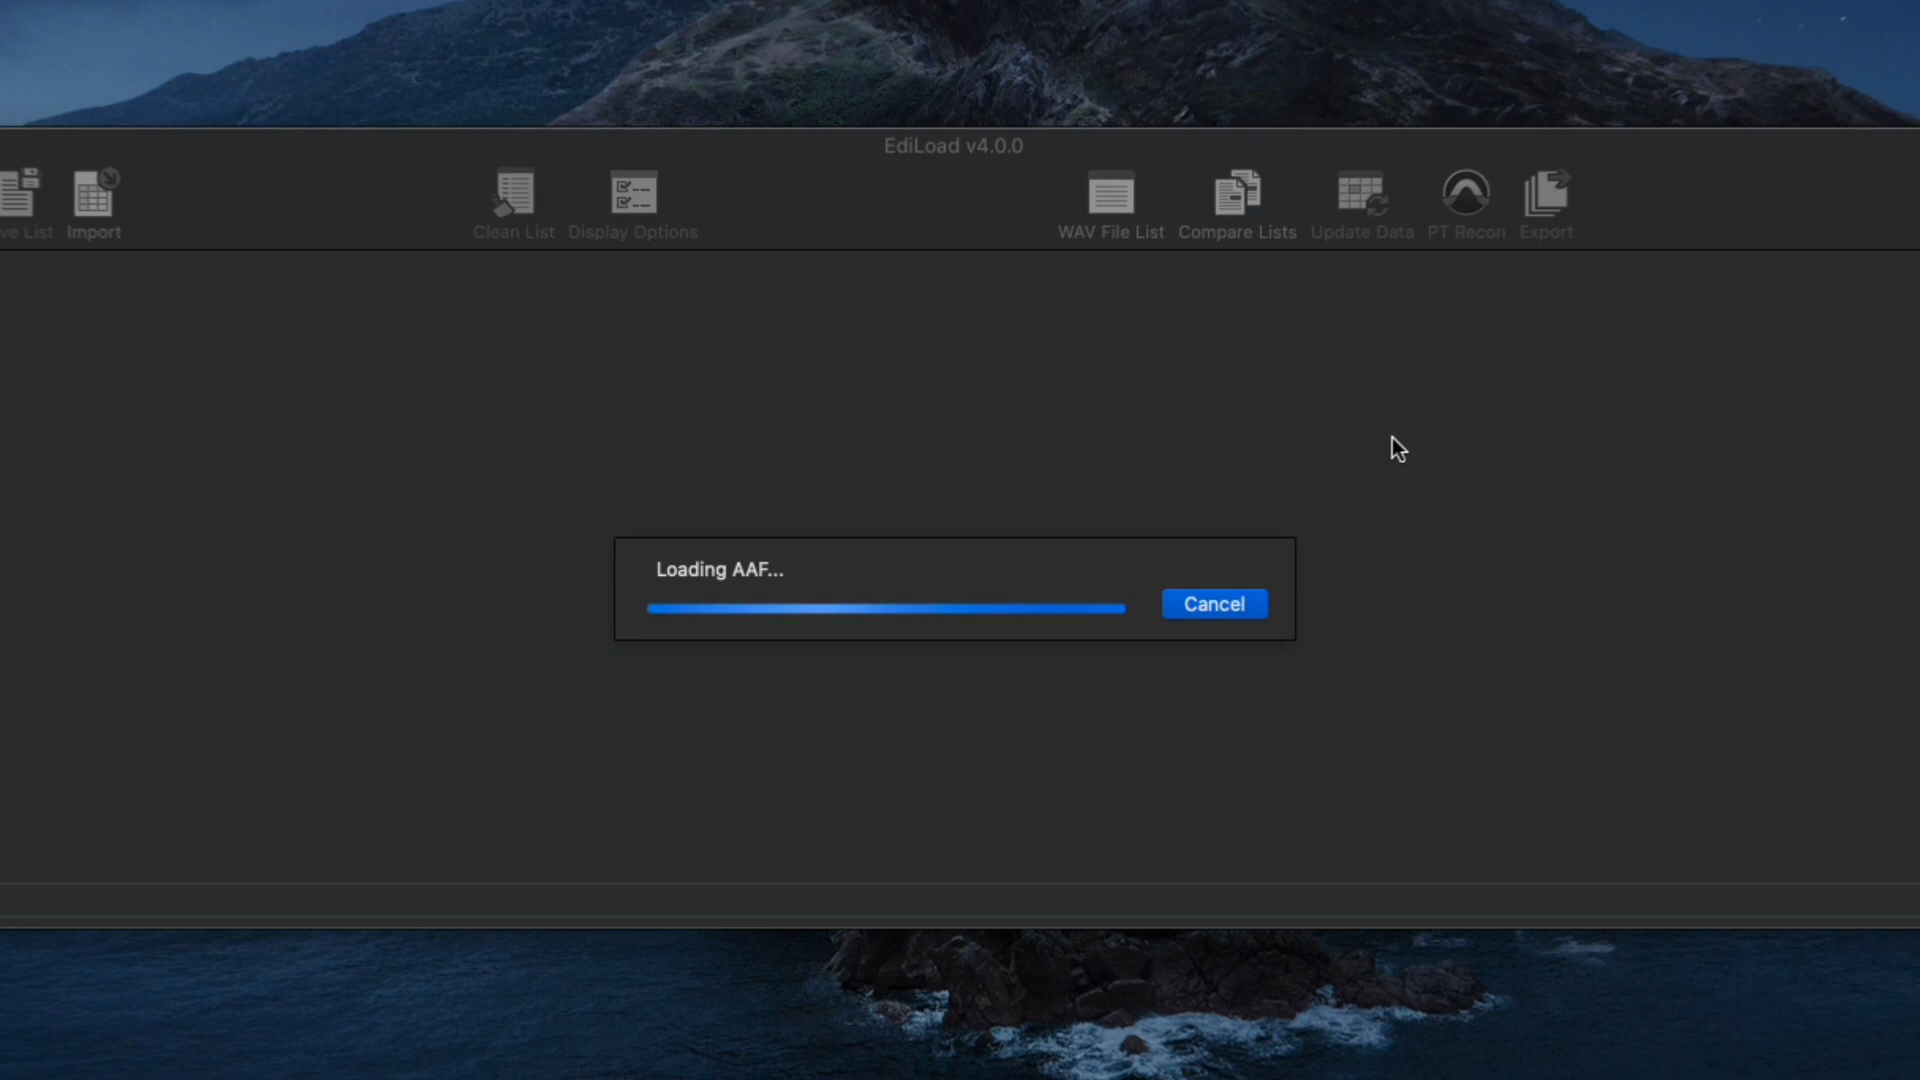 EdiLoad v4.0.0
ve List
Import
Clean List
Display Options
WAV File List
Compare Lists
Update Data
PT Recon
Export
Loading AAF...
Cancel